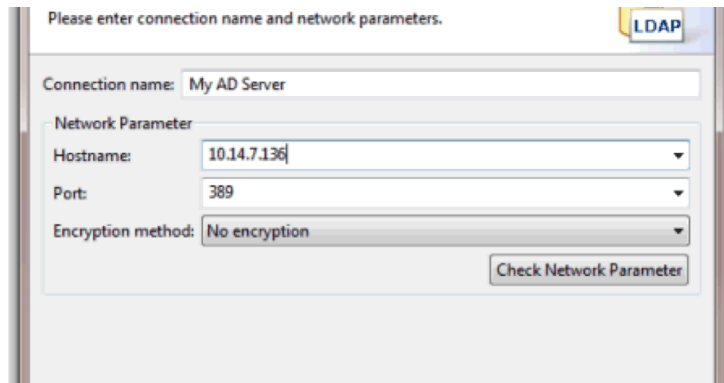 Please enter connection name and network parameters.
LDAP
Connection name: My AD Server
Network Parameter
Hostname: 10.14.7.136
Port: 389
Encryption method: No encryption
Check Network Parameter